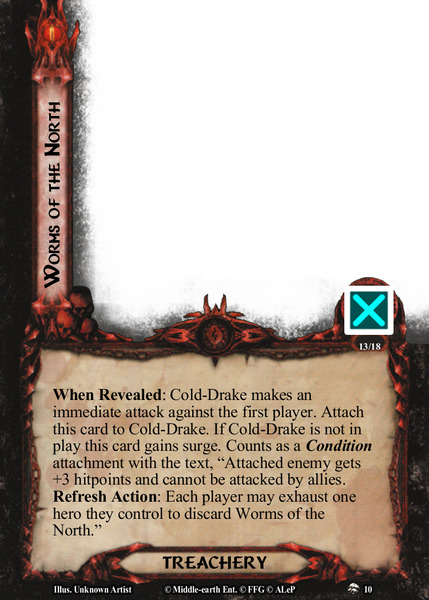 Worms of the North
13/18
When Revealed: Cold-Drake makes an
immediate attack against the first player. Attach
this card to Cold-Drake. If Cold-Drake is not in
play this card gains surge. Counts as a Condition
attachment with the text, “Attached enemy gets
+3 hitpoints and cannot be attacked by allies.
Refresh Action: Each player may exhaust one
hero they control to discard Worms of the
North.”
TREACHERY
Illus. Unknown Artist
© Middle-earth Ent. © FFG © ALeP
10